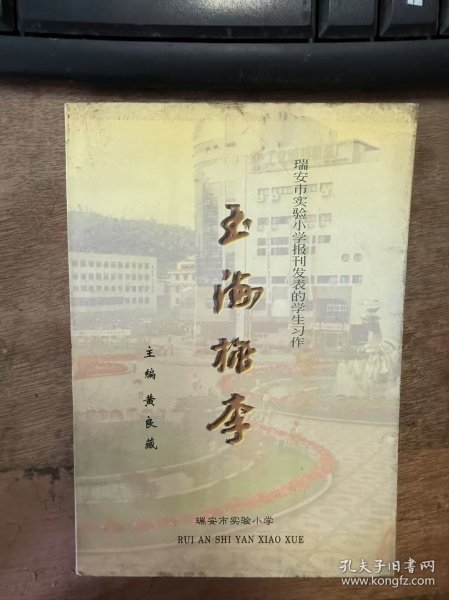 瑞安市实验小学报刊发表的学生习作
玉海桃李
主编 黄良藏
瑞安市实验小学
RUI AN SHI YAN XIAO XUE
孔夫子旧书网
www.kongfz.com